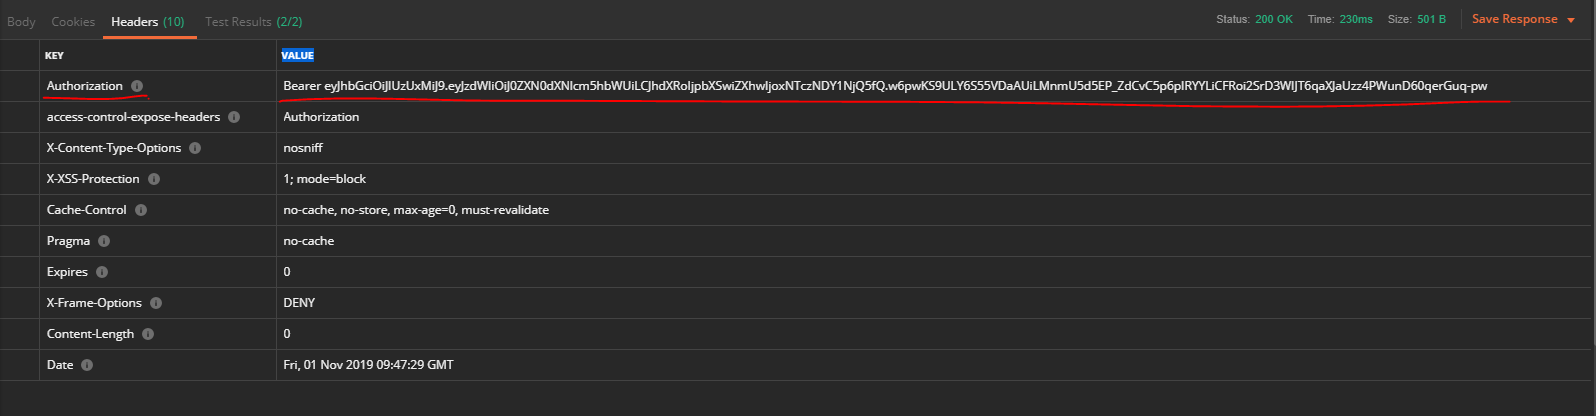 Body Cookies Headers (10) Test Results (2/2) Status: 200 OK Time: 230ms Size: 501 B Save Response
KEY VALUE
Authorization Bearer eyJhbGciOiJIUzUxMiJ9.eyJzdWIiOiJ0ZXN0dXNlcm5hbWUiLCJhdXRoIjpbXSwiZXhwIjoxNTczNDY1NjQ5fQ.w6pwKS9ULY6S55VDaAUiLMnmU5d5EP_ZdCvC5p6pIRYYLiCFRoi2SrD3WIJT6qaXJaUzz4PWunD60qerGuq-pw
access-control-expose-headers Authorization
X-Content-Type-Options nosniff
X-XSS-Protection 1; mode=block
Cache-Control no-cache, no-store, max-age=0, must-revalidate
Pragma no-cache
Expires 0
X-Frame-Options DENY
Content-Length 0
Date Fri, 01 Nov 2019 09:47:29 GMT